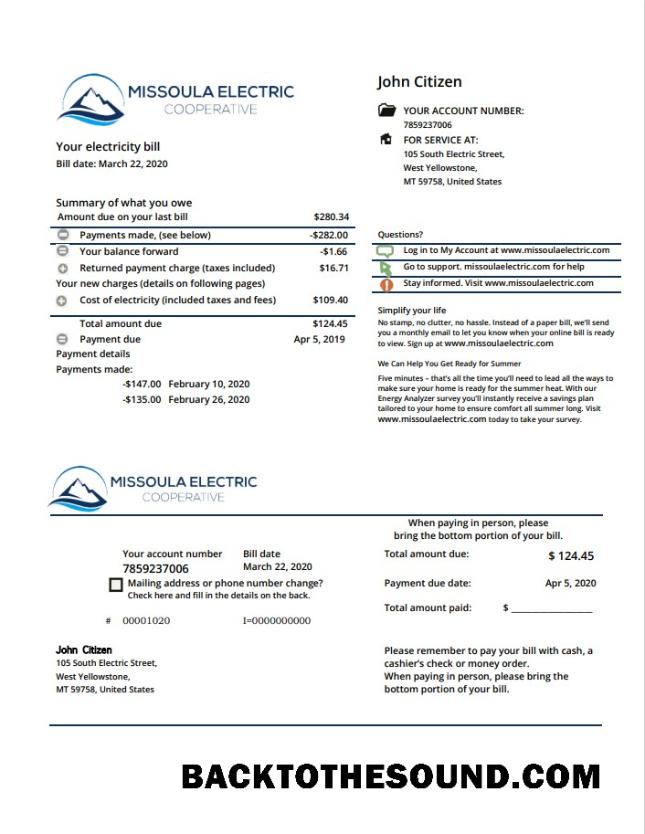 MISSOULA ELECTRIC
COOPERATIVE
Your electricity bill
Bill date: March 22, 2020
John Citizen
YOUR ACCOUNT NUMBER:
7859237006
FOR SERVICE AT:
105 South Electric Street,
West Yellowstone,
MT 59758, United States
Summary of what you owe
Amount due on your last bill $280.34
Payments made, (see below) -$282.00
Your balance forward -$1.66
Returned payment charge (taxes included) $16.71
Your new charges (details on following pages)
Cost of electricity (included taxes and fees) $109.40
Total amount due $124.45
Payment due Apr 5, 2019
Payment details
Payments made:
-$147.00 February 10, 2020
-$135.00 February 26, 2020
Questions?
Log in to My Account at www.missoulaelectric.com
Go to support. missoulaelectric.com for help
Stay informed. Visit www.missoulaelectric.com
Simplify your life
No stamp, no clutter, no hassle. Instead of a paper bill, we'll send
you a monthly email to let you know when your online bill is ready
to view. Sign up at www.missoulaelectric.com
We Can Help You Get Ready for Summer
Five minutes – that's all the time you'll need to lead all the ways to
make sure your home is ready for the summer heat. With our
Energy Analyzer survey you'll instantly receive a savings plan
tailored to your home to ensure comfort all summer long. Visit
www.missoulaelectric.com today to take your survey.
MISSOULA ELECTRIC
COOPERATIVE
When paying in person, please
bring the bottom portion of your bill.
Your account number Bill date
7859237006 March 22, 2020
Mailing address or phone number change?
Check here and fill in the details on the back.
# 00001020 I=0000000000
Total amount due: $ 124.45
Payment due date: Apr 5, 2020
Total amount paid: $ _______________
John Citizen
105 South Electric Street,
West Yellowstone,
MT 59758, United States
Please remember to pay your bill with cash, a
cashier's check or money order.
When paying in person, please bring the
bottom portion of your bill.
BACKTOTHESOUND.COM